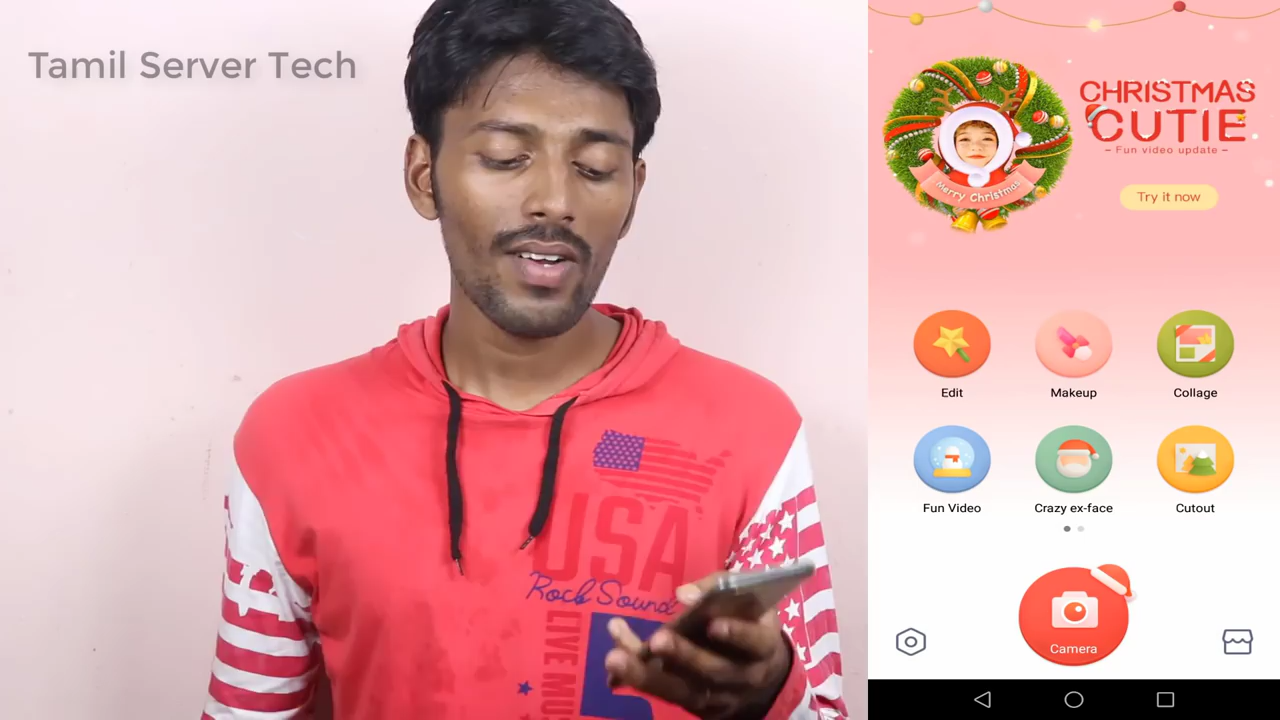 Tamil Server Tech
USA
Rock Sound
LIVE MUS
CHRISTMAS
CUTIE
– Fun video update –
Merry Christmas
Try it now
Edit
Makeup
Collage
Fun Video
Crazy ex-face
Cutout
Camera